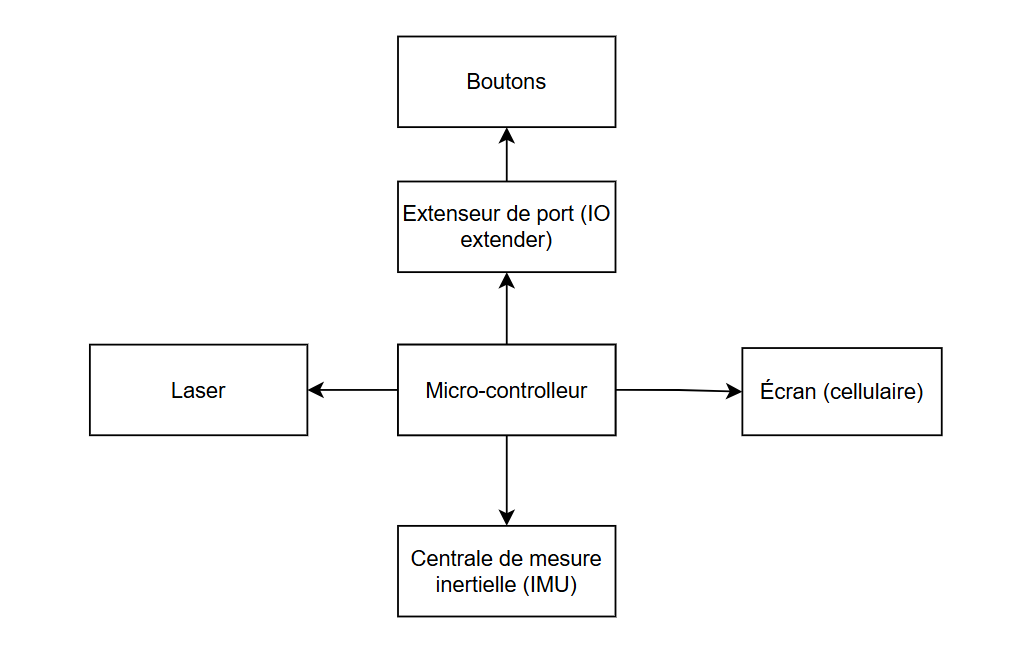 Boutons
Extenseur de port (IO
extender)
Laser
Micro-controlleur
Écran (cellulaire)
Centrale de mesure
inertielle (IMU)